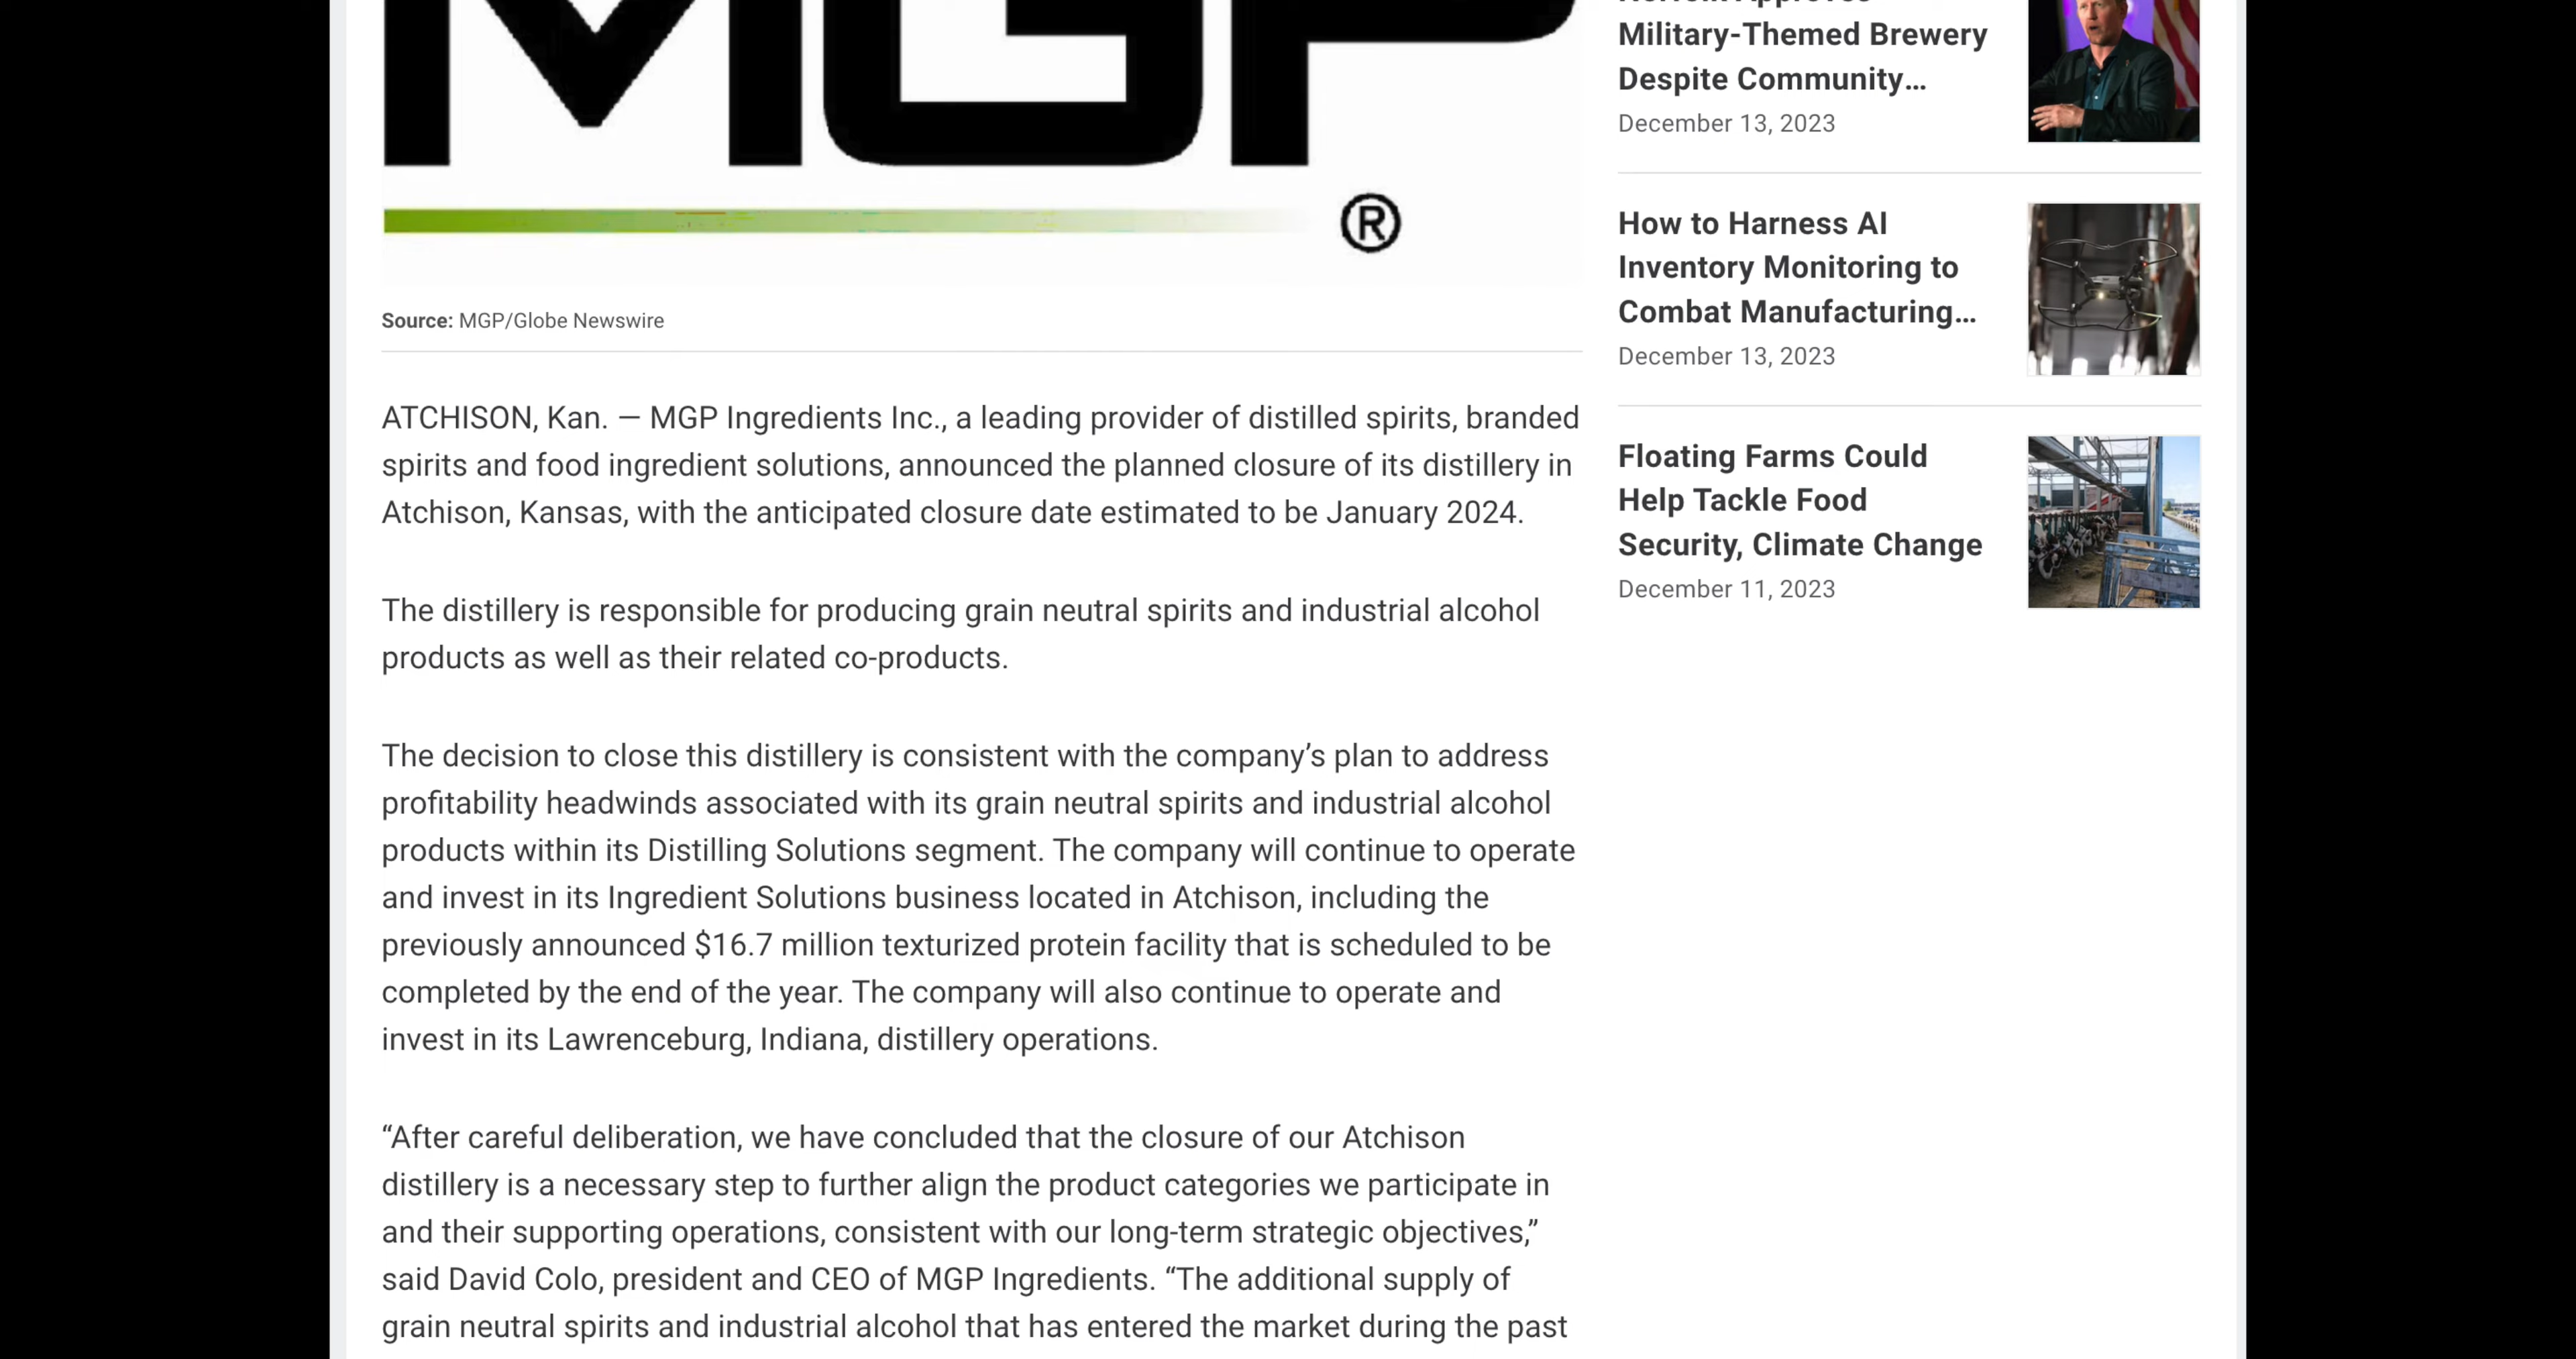 MGP
®
Source: MGP/Globe Newswire
ATCHISON, Kan. — MGP Ingredients Inc., a leading provider of distilled spirits, branded
spirits and food ingredient solutions, announced the planned closure of its distillery in
Atchison, Kansas, with the anticipated closure date estimated to be January 2024.
The distillery is responsible for producing grain neutral spirits and industrial alcohol
products as well as their related co-products.
The decision to close this distillery is consistent with the company’s plan to address
profitability headwinds associated with its grain neutral spirits and industrial alcohol
products within its Distilling Solutions segment. The company will continue to operate
and invest in its Ingredient Solutions business located in Atchison, including the
previously announced $16.7 million texturized protein facility that is scheduled to be
completed by the end of the year. The company will also continue to operate and
invest in its Lawrenceburg, Indiana, distillery operations.
“After careful deliberation, we have concluded that the closure of our Atchison
distillery is a necessary step to further align the product categories we participate in
and their supporting operations, consistent with our long-term strategic objectives,”
said David Colo, president and CEO of MGP Ingredients. “The additional supply of
grain neutral spirits and industrial alcohol that has entered the market during the past
Military-Themed Brewery
Despite Community…
December 13, 2023
How to Harness AI
Inventory Monitoring to
Combat Manufacturing…
December 13, 2023
Floating Farms Could
Help Tackle Food
Security, Climate Change
December 11, 2023